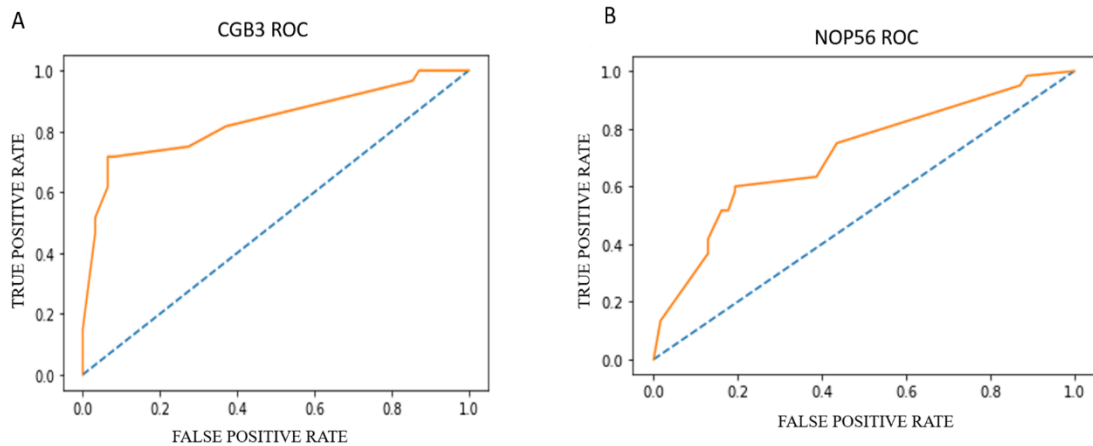 A
CGB3 ROC
TRUE POSITIVE RATE
1.0
0.8
0.6
0.4
0.2
0.0
0.0 0.2 0.4 0.6 0.8 1.0
FALSE POSITIVE RATE
B
NOP56 ROC
TRUE POSITIVE RATE
1.0
0.8
0.6
0.4
0.2
0.0
0.0 0.2 0.4 0.6 0.8 1.0
FALSE POSITIVE RATE